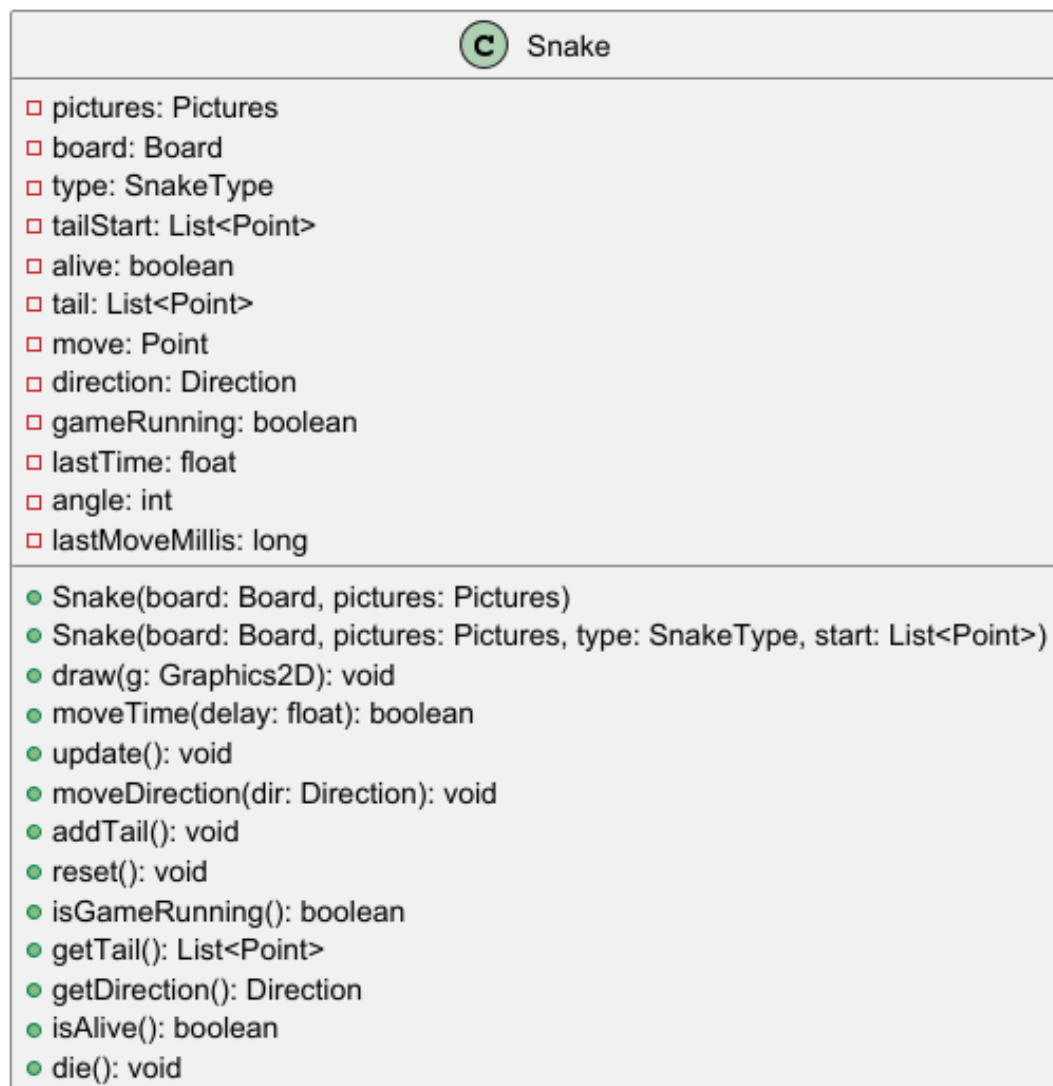 C Snake
pictures: Pictures
board: Board
type: SnakeType
tailStart: List<Point>
alive: boolean
tail: List<Point>
move: Point
direction: Direction
gameRunning: boolean
lastTime: float
angle: int
lastMoveMillis: long
Snake(board: Board, pictures: Pictures)
Snake(board: Board, pictures: Pictures, type: SnakeType, start: List<Point>)
draw(g: Graphics2D): void
moveTime(delay: float): boolean
update(): void
moveDirection(dir: Direction): void
addTail(): void
reset(): void
isGameRunning(): boolean
getTail(): List<Point>
getDirection(): Direction
isAlive(): boolean
die(): void